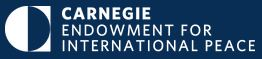 CARNEGIE
ENDOWMENT FOR
INTERNATIONAL PEACE